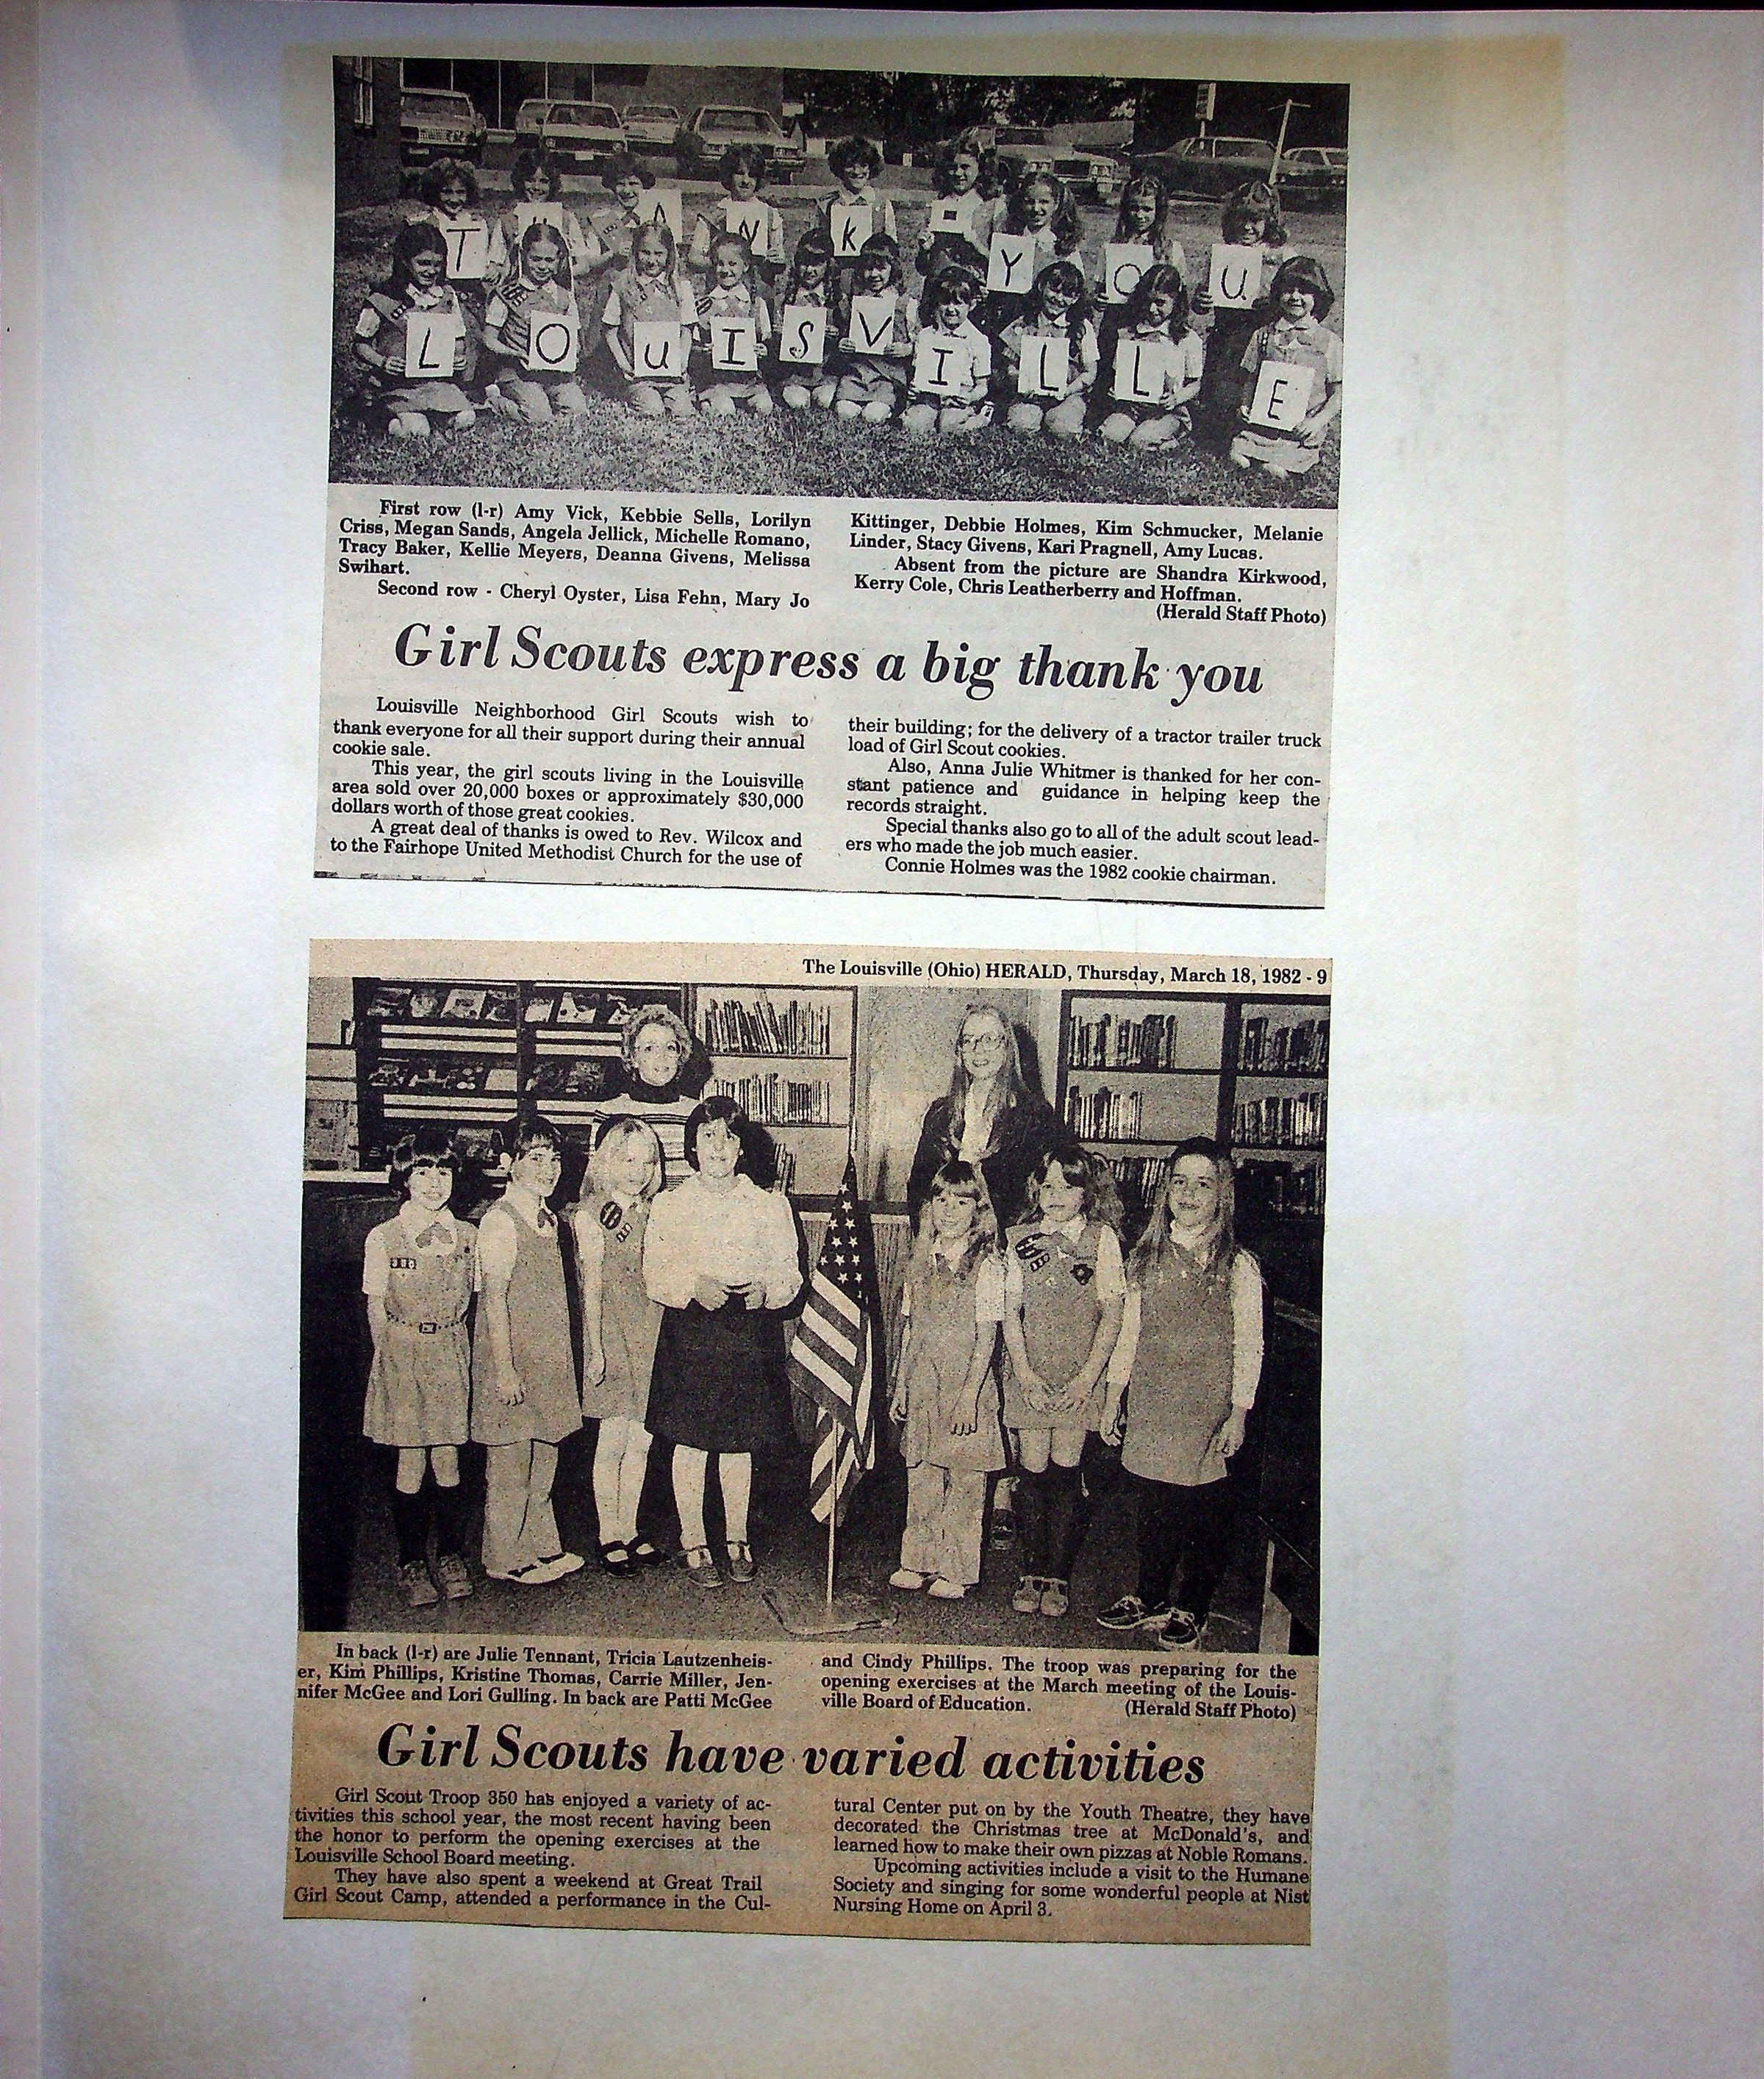 T H A N K - Y O U
L O U I S V I L L E
First row (l-r) Amy Vick, Kebbie Sells, Lorilyn
Criss, Megan Sands, Angela Jellick, Michelle Romano,
Tracy Baker, Kellie Meyers, Deanna Givens, Melissa
Swihart.
Second row - Cheryl Oyster, Lisa Fehn, Mary Jo
Kittinger, Debbie Holmes, Kim Schmucker, Melanie
Linder, Stacy Givens, Kari Pragnell, Amy Lucas.
Absent from the picture are Shandra Kirkwood,
Kerry Cole, Chris Leatherberry and Hoffman.
(Herald Staff Photo)
Girl Scouts express a big thank you
Louisville Neighborhood Girl Scouts wish to
thank everyone for all their support during their annual
cookie sale.
This year, the girl scouts living in the Louisville
area sold over 20,000 boxes or approximately $30,000
dollars worth of those great cookies.
A great deal of thanks is owed to Rev. Wilcox and
to the Fairhope United Methodist Church for the use of
their building; for the delivery of a tractor trailer truck
load of Girl Scout cookies.
Also, Anna Julie Whitmer is thanked for her con-
stant patience and guidance in helping keep the
records straight.
Special thanks also go to all of the adult scout lead-
ers who made the job much easier.
Connie Holmes was the 1982 cookie chairman.
The Louisville (Ohio) HERALD, Thursday, March 18, 1982 - 9
In back (l-r) are Julie Tennant, Tricia Lautzenheis-
er, Kim Phillips, Kristine Thomas, Carrie Miller, Jen-
nifer McGee and Lori Gulling. In back are Patti McGee
and Cindy Phillips. The troop was preparing for the
opening exercises at the March meeting of the Louis-
ville Board of Education. (Herald Staff Photo)
Girl Scouts have varied activities
Girl Scout Troop 350 has enjoyed a variety of ac-
tivities this school year, the most recent having been
the honor to perform the opening exercises at the
Louisville School Board meeting.
They have also spent a weekend at Great Trail
Girl Scout Camp, attended a performance in the Cul-
tural Center put on by the Youth Theatre, they have
decorated the Christmas tree at McDonald's, and
learned how to make their own pizzas at Noble Romans.
Upcoming activities include a visit to the Humane
Society and singing for some wonderful people at Nist
Nursing Home on April 3.